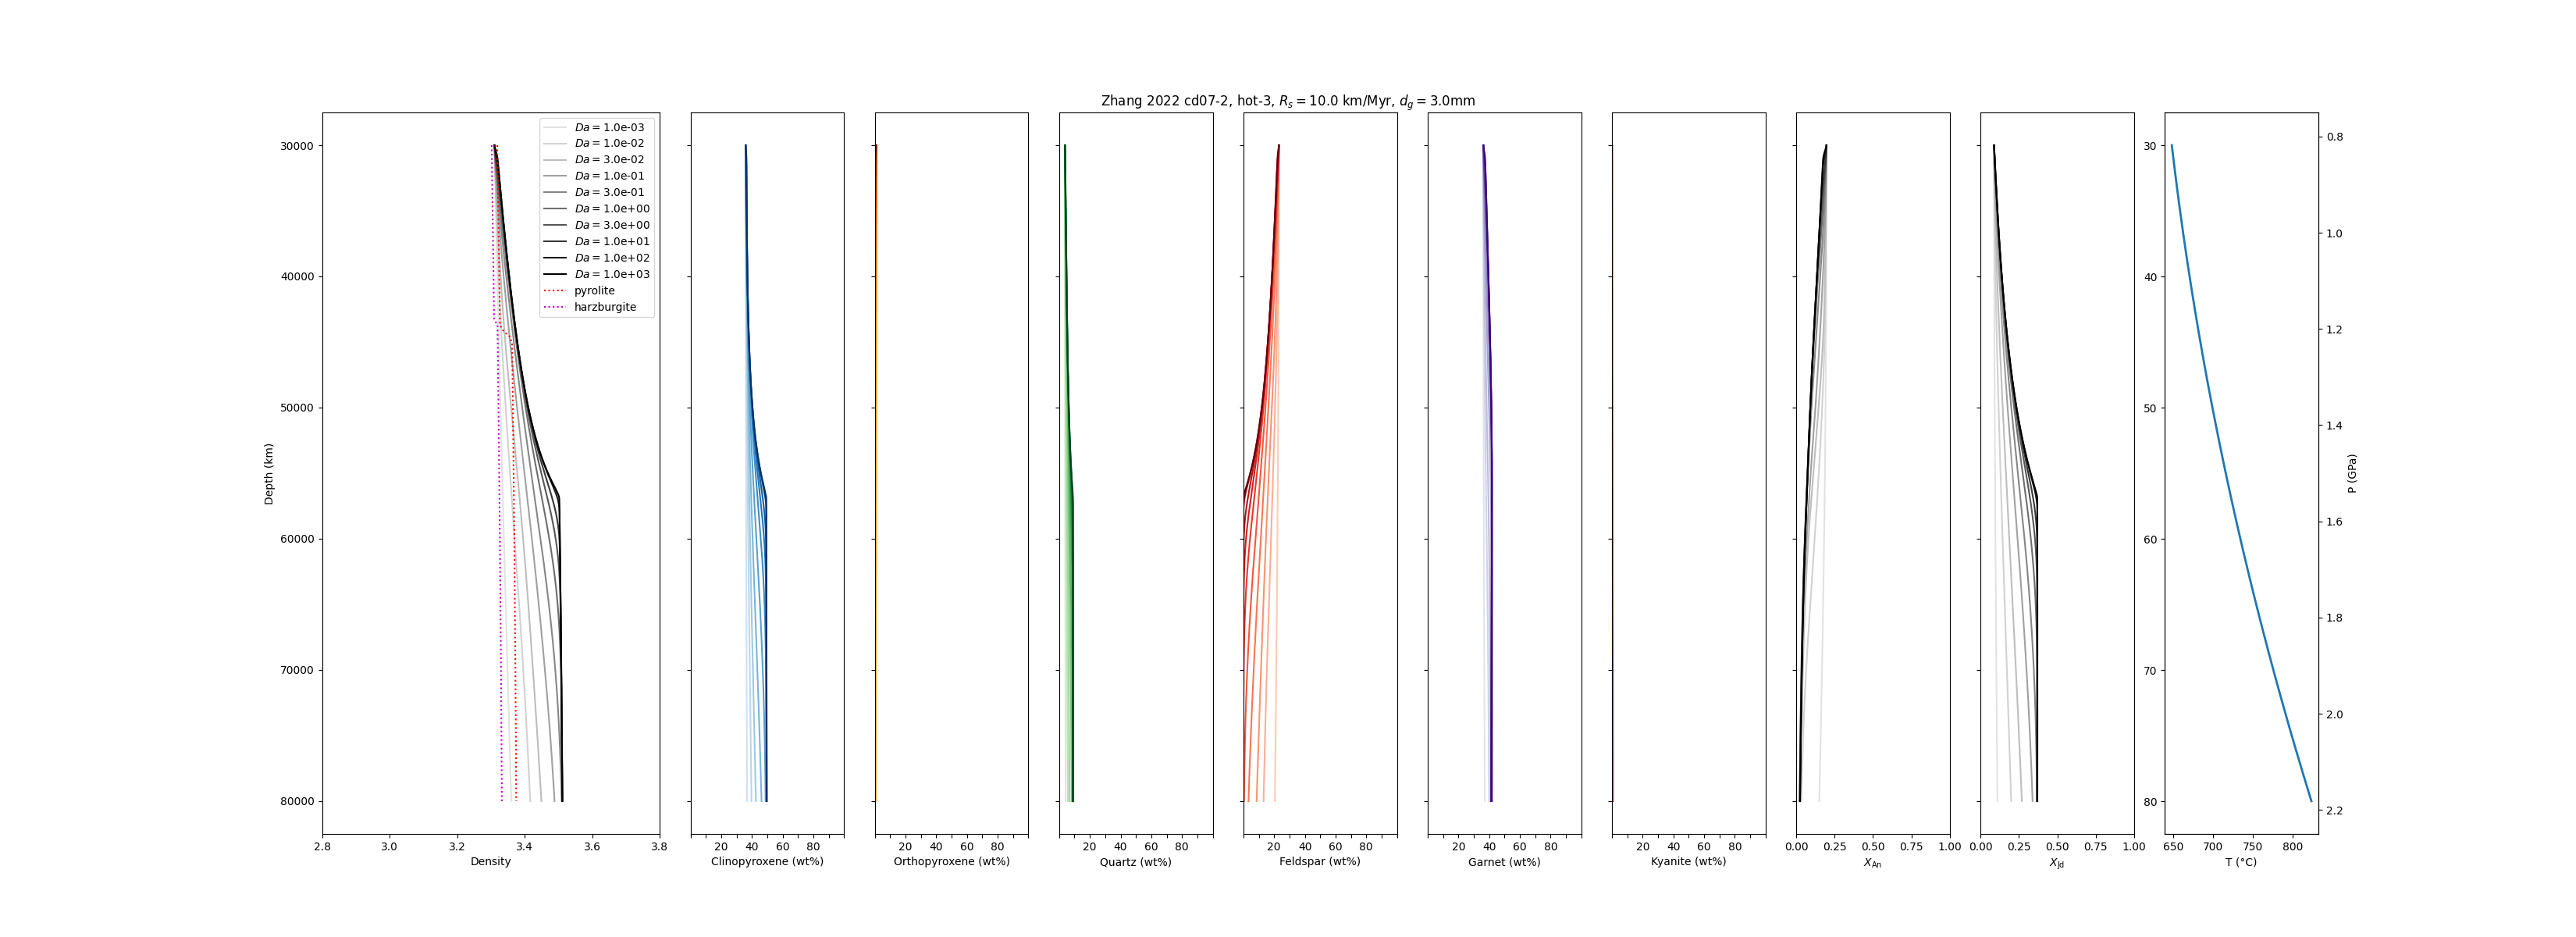 Zhang 2022 cd07-2, hot-3, R_s = 10.0 km/Myr, d_g = 3.0mm
Da = 1.0e-03
Da = 1.0e-02
Da = 3.0e-02
Da = 1.0e-01
Da = 3.0e-01
Da = 1.0e+00
Da = 3.0e+00
Da = 1.0e+01
Da = 1.0e+02
Da = 1.0e+03
pyrolite
harzburgite
Depth (km)
30000
40000
50000
60000
70000
80000
2.8 3.0 3.2 3.4 3.6 3.8
Density
20 40 60 80
Clinopyroxene (wt%)
20 40 60 80
Orthopyroxene (wt%)
20 40 60 80
Quartz (wt%)
20 40 60 80
Feldspar (wt%)
20 40 60 80
Garnet (wt%)
20 40 60 80
Kyanite (wt%)
0.00 0.25 0.50 0.75 1.00
X_An
0.00 0.25 0.50 0.75 1.00
X_Jd
30
40
50
60
70
80
650 700 750 800
T (°C)
0.8
1.0
1.2
1.4
1.6
1.8
2.0
2.2
P (GPa)